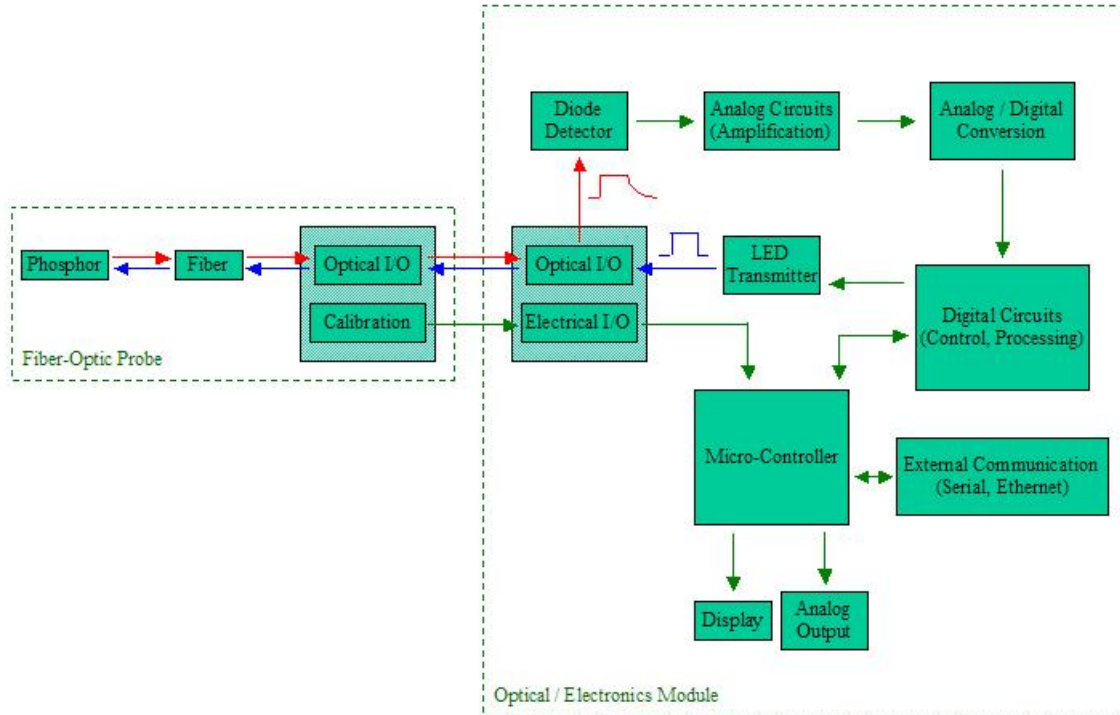 Diode
Detector
Analog Circuits
(Amplification)
Analog / Digital
Conversion
Phosphor
Fiber
Optical I/O
Optical I/O
LED
Transmitter
Calibration
Electrical I/O
Digital Circuits
(Control, Processing)
Fiber-Optic Probe
Micro-Controller
External Communication
(Serial, Ethernet)
Display
Analog
Output
Optical / Electronics Module